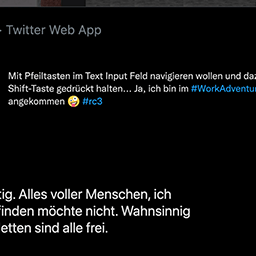 Twitter Web App
Mit Pfeiltasten im Text Input Feld navigieren wollen und daz
Shift-Taste gedrückt halten... Ja, ich bin im #WorkAdventu
angekommen 🤪 #rc3
tig. Alles voller Menschen, ich
finden möchte nicht. Wahnsinnig
etten sind alle frei.